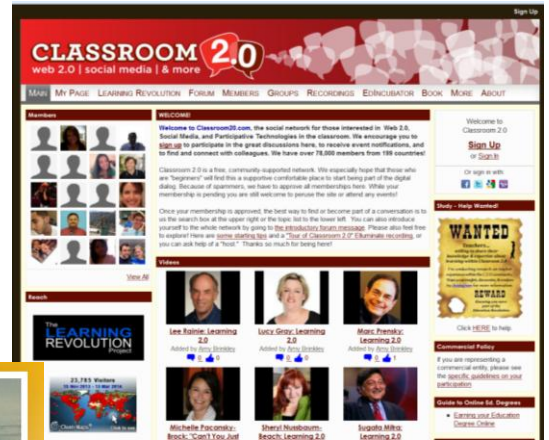 Sign Up
CLASSROOM 2.0
web 2.0 | social media | & more
MAIN MY PAGE LEARNING REVOLUTION FORUM MEMBERS GROUPS RECORDINGS EDINCUBATOR BOOK MORE ABOUT
Members
View All
Reach
The
LEARNING
REVOLUTION
Project
23,785 Visitors
Click to see
WELCOME!
Welcome to Classroom20.com, the social network for those interested in Web 2.0,
Social Media, and Participative Technologies in the classroom. We encourage you to
sign up to participate in the great discussions here, to receive event notifications, and
to find and connect with colleagues. We have over 78,000 members from 199 countries!
Classroom 2.0 is a free, community-supported network. We especially hope that those who
are "beginners" will find this a supportive comfortable place to start being part of the digital
dialog. Because of spammers, we have to approve all memberships here. While your
membership is pending you are still welcome to peruse the site or attend any events!
Once your membership is approved, the best way to find or become part of a conversation is to
us the search box at the upper right or the topic list to the lower left. You can also introduce
yourself to the whole network by going to the introductory forum message. Please also feel free
to explore! Here are some starting tips and a "Tour of Classroom 2.0" Elluminate recording, or
you can ask help of a "host." Thanks so much for being here!
Videos
Lee Rainie: Learning
2.0
Added by Amy Brinkley
0 0
Lucy Gray: Learning
2.0
Added by Amy Brinkley
0 0
Marc Prensky:
Learning 2.0
Added by Amy Brinkley
0 1
Michelle Pacansky-
Brock: "Can't You Just
Sheryl Nussbaum-
Beach: Learning 2.0
Sugata Mitra:
Learning 2.0
Welcome to
Classroom 2.0
Sign Up
or Sign In
Or sign in with:
Study - Help Wanted!
WANTED
REWARD
Click HERE to help
Commercial Policy
If you are representing a
commercial entity, please see
the specific guidelines on your
participation
Guide to Online Ed. Degrees
Earning your Education
Degree Online